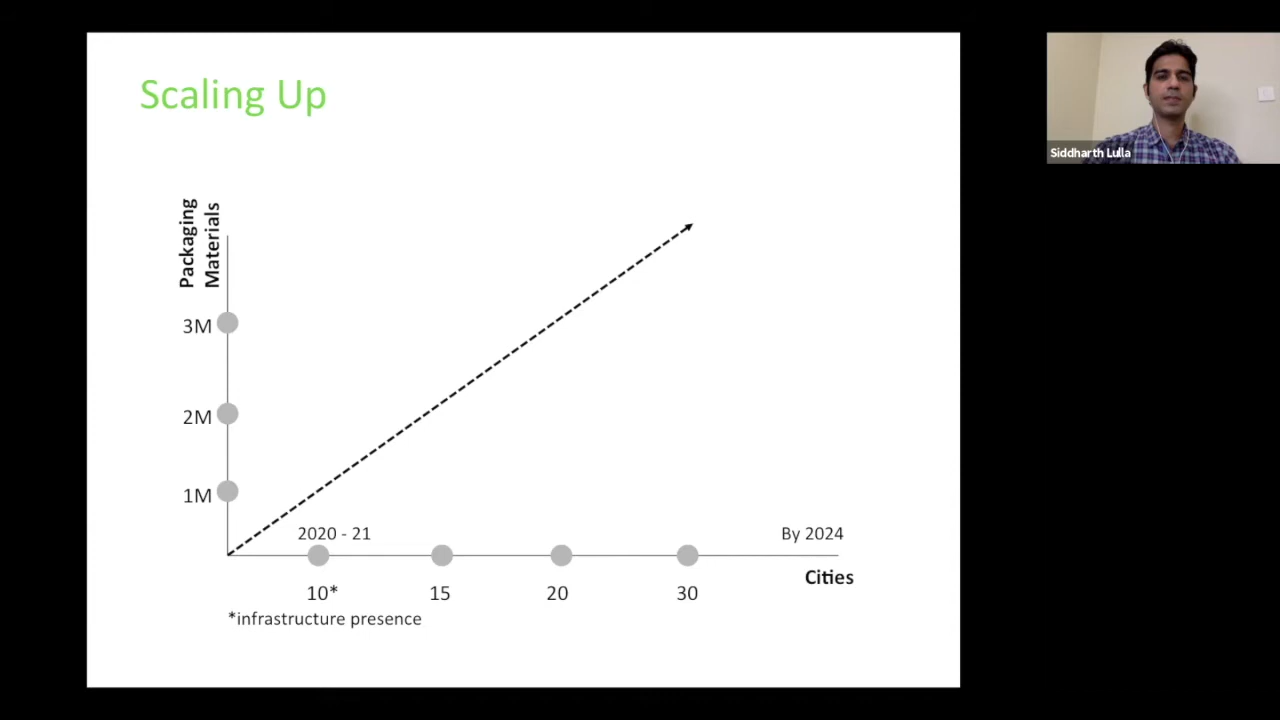 Scaling Up
Siddharth Lulla
Packaging
Materials
3M
2M
1M
2020 - 21
By 2024
Cities
10*
15
20
30
*infrastructure presence